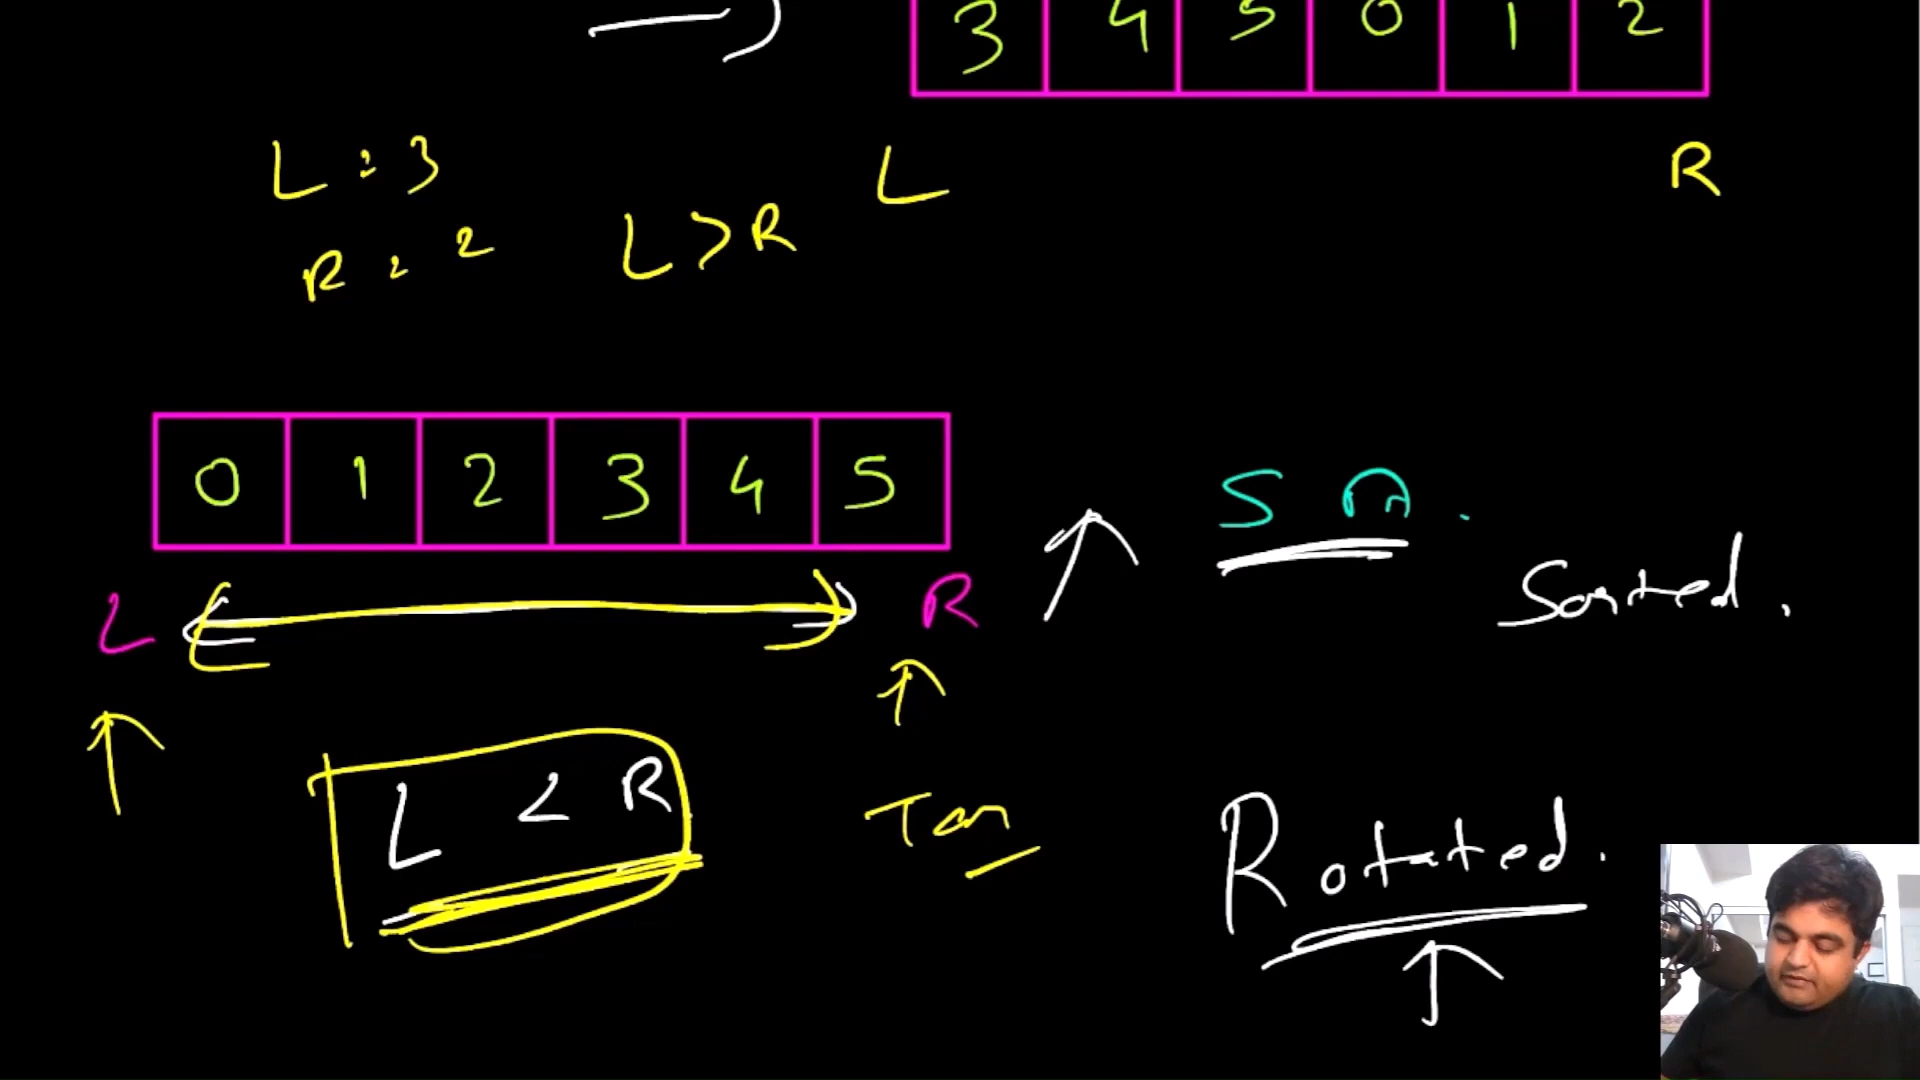 3 4 5 0 1 2
L : 3
L R
R : 2
L > R
0 1 2 3 4 5
S
L R
Sorted.
L < R
Rotated.